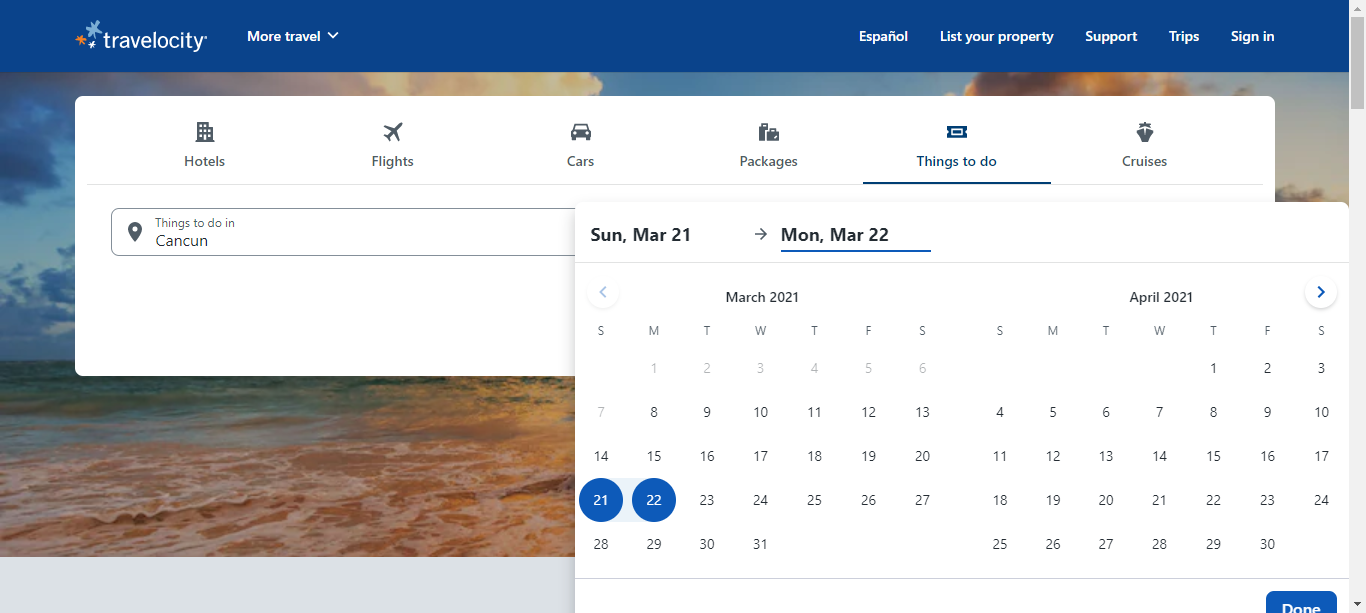 travelocity More travel Español List your property Support Trips Sign in
Hotels Flights Cars Packages Things to do Cruises
Things to do in
Cancun
Sun, Mar 21 Mon, Mar 22
March 2021
S M T W T F S
1 2 3 4 5 6
7 8 9 10 11 12 13
14 15 16 17 18 19 20
21 22 23 24 25 26 27
28 29 30 31
April 2021
S M T W T F S
1 2 3
4 5 6 7 8 9 10
11 12 13 14 15 16 17
18 19 20 21 22 23 24
25 26 27 28 29 30
Done